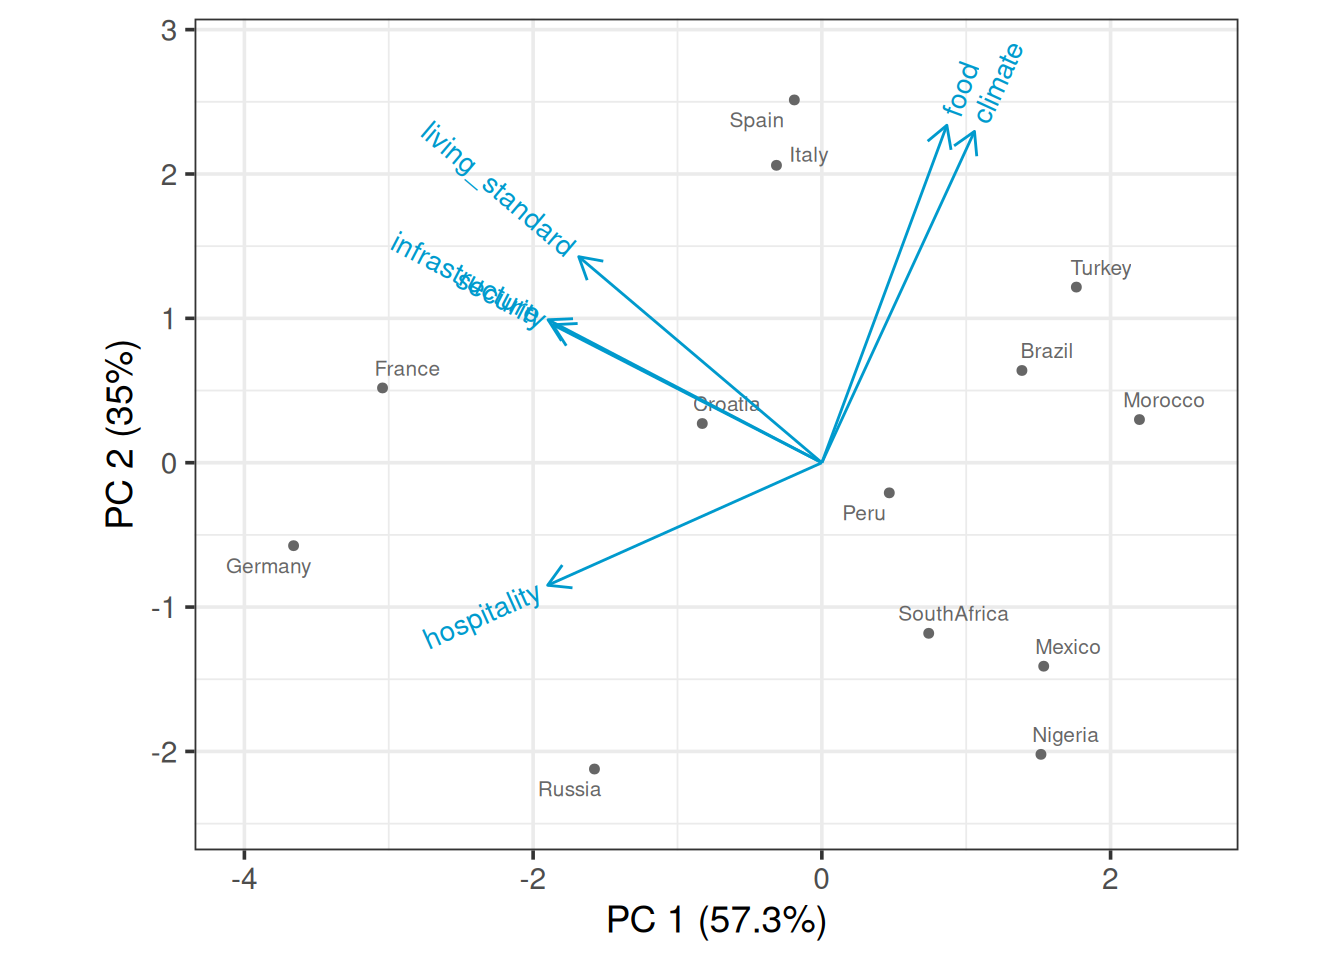 3
food
climate
Spain
living_standard
Italy
2
infrastructure
security
Turkey
1
Brazil
France
Morocco
Croatia
PC 2 (35%)
0
Peru
Germany
hospitality
-1
SouthAfrica
Mexico
Nigeria
-2
Russia
-4
-2
0
2
PC 1 (57.3%)